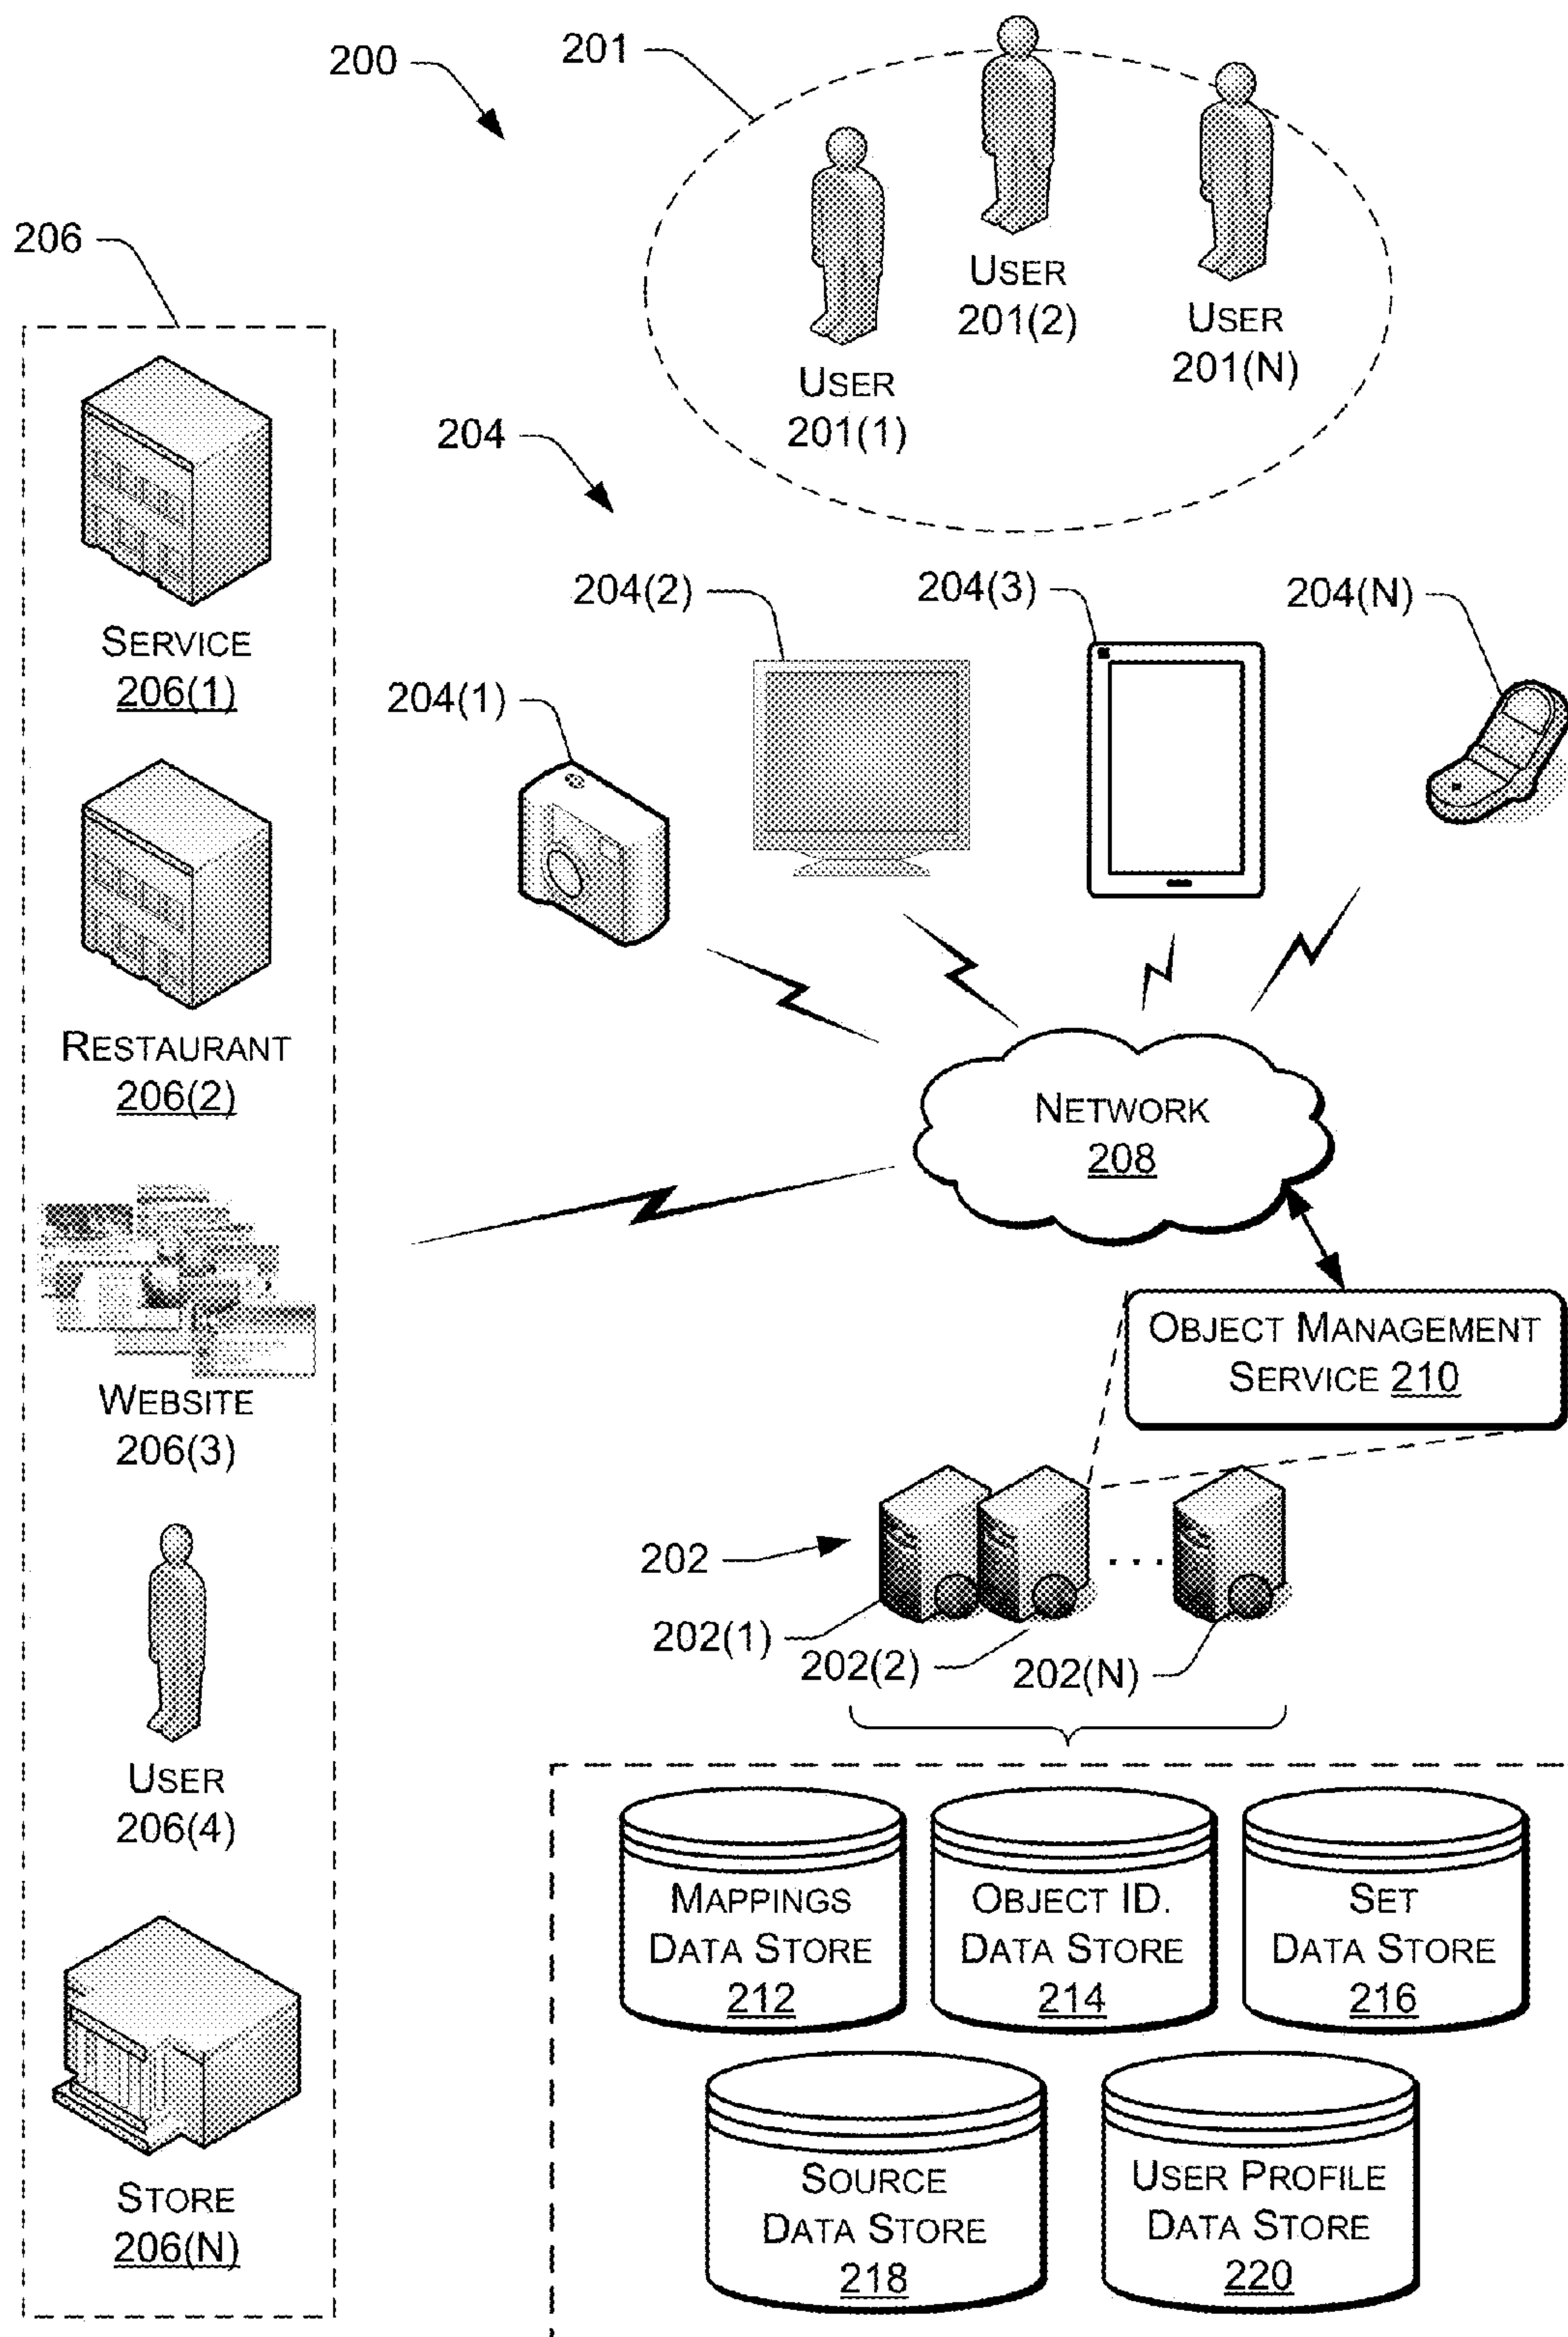 200
201
USER
201(1)
USER
201(2)
USER
201(N)
206
SERVICE
206(1)
RESTAURANT
206(2)
WEBSITE
206(3)
USER
206(4)
STORE
206(N)
204
204(1)
204(2)
204(3)
204(N)
NETWORK
208
OBJECT MANAGEMENT
SERVICE 210
202
202(1)
202(2)
...
202(N)
MAPPINGS
DATA STORE
212
OBJECT ID.
DATA STORE
214
SET
DATA STORE
216
SOURCE
DATA STORE
218
USER PROFILE
DATA STORE
220